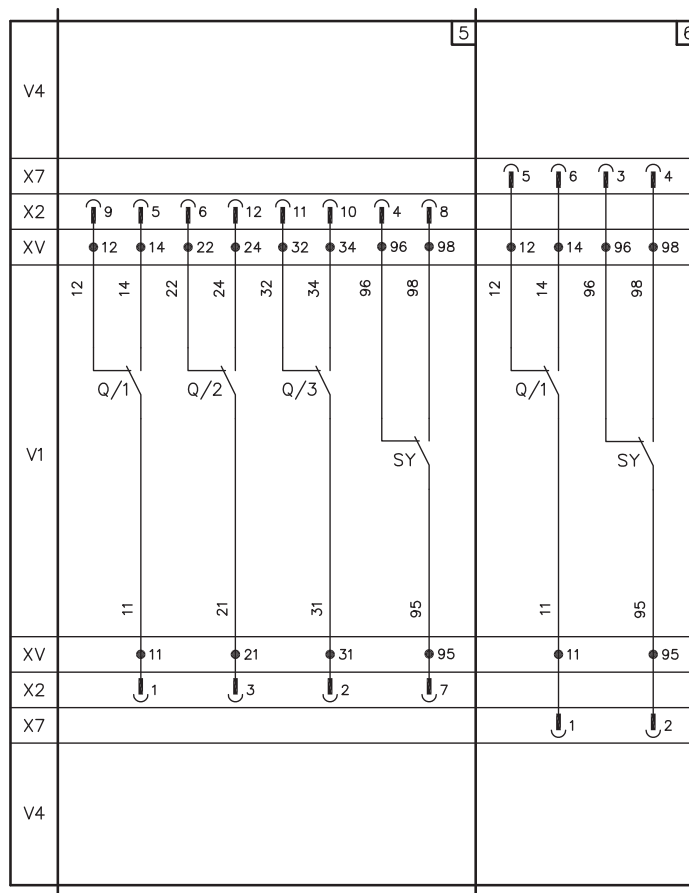 5 6
V4
X7 5 6 3 4
X2 9 5 6 12 11 10 4 8
XV 12 14 22 24 32 34 96 98 12 14 96 98
12 14 22 24 32 34 96 98 12 14 96 98
Q/1 Q/2 Q/3 Q/1
V1 SY SY
11 21 31 95 11 95
XV 11 21 31 95 11 95
X2 1 3 2 7
X7 1 2
V4